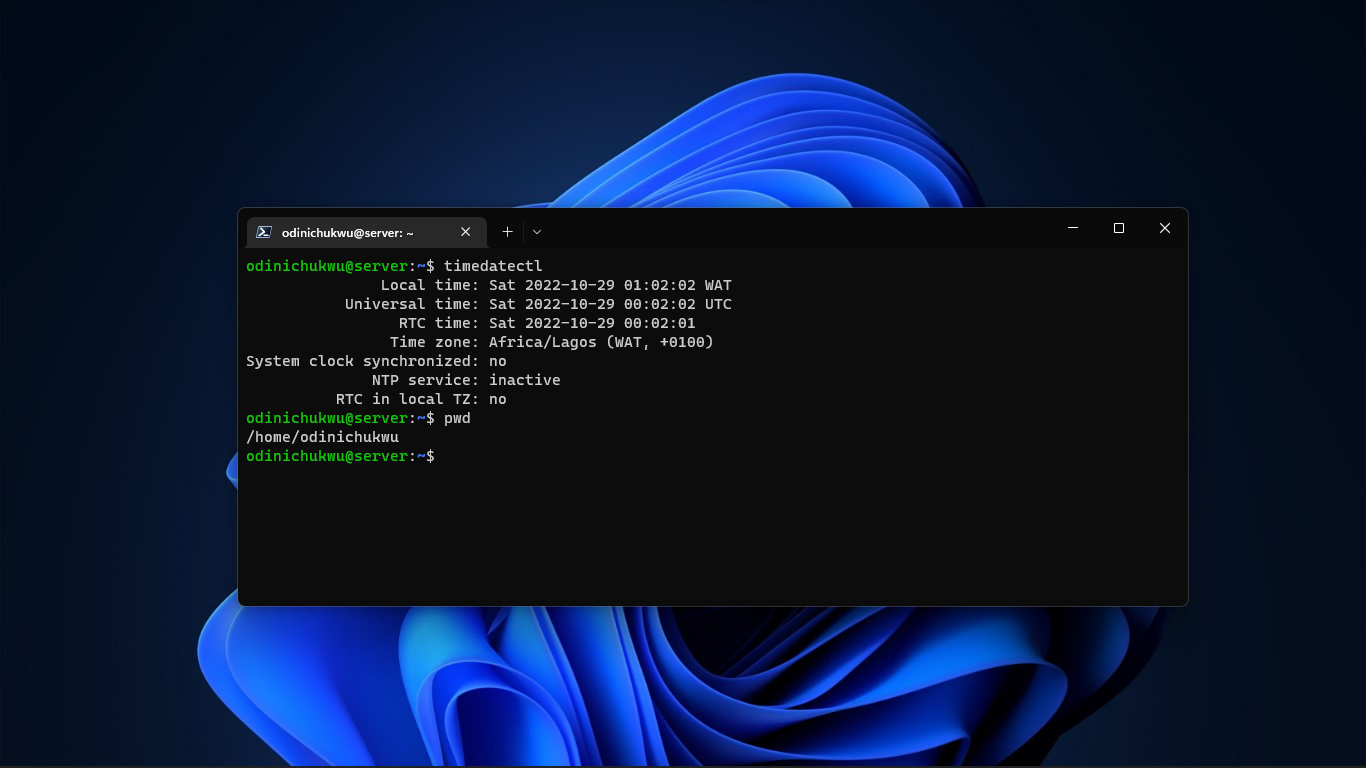 odinichukwu@server: ~
odinichukwu@server:~$ timedatectl
Local time: Sat 2022-10-29 01:02:02 WAT
Universal time: Sat 2022-10-29 00:02:02 UTC
RTC time: Sat 2022-10-29 00:02:01
Time zone: Africa/Lagos (WAT, +0100)
System clock synchronized: no
NTP service: inactive
RTC in local TZ: no
odinichukwu@server:~$ pwd
/home/odinichukwu
odinichukwu@server:~$